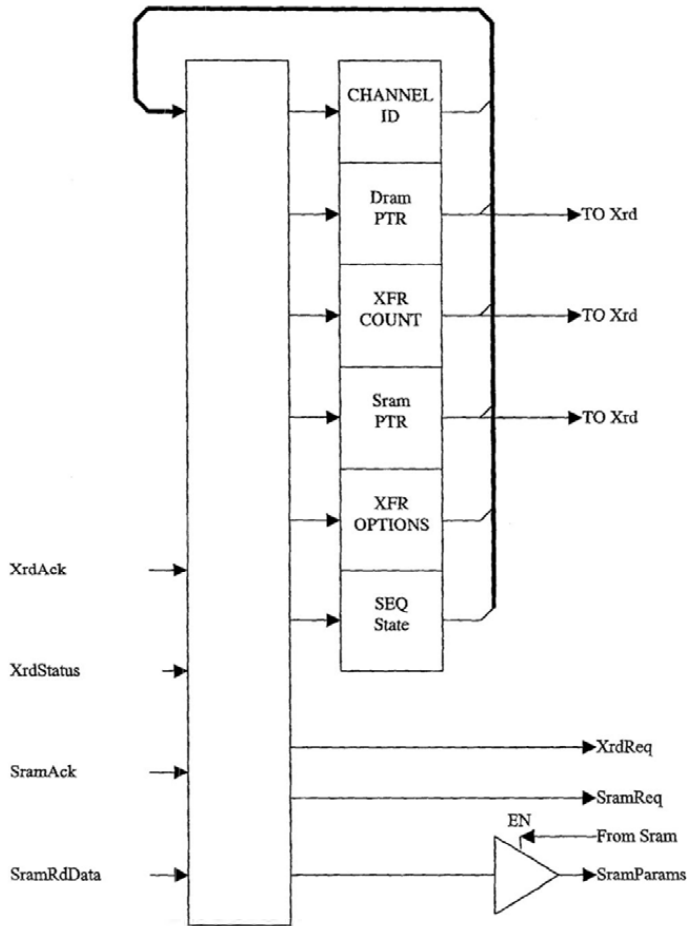 CHANNEL
ID
Dram
PTR
TO Xrd
XFR
COUNT
TO Xrd
Sram
PTR
TO Xrd
XFR
OPTIONS
XrdAck
SEQ
State
XrdStatus
XrdReq
SramAck
SramReq
EN
From Sram
SramRdData
SramParams